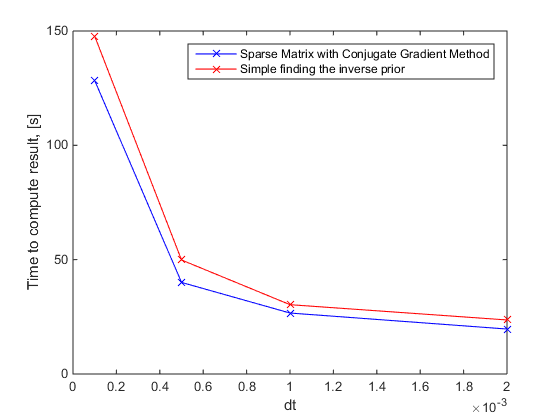 150
Sparse Matrix with Conjugate Gradient Method
Simple finding the inverse prior
100
Time to compute result, [s]
50
0
0 0.2 0.4 0.6 0.8 1 1.2 1.4 1.6 1.8 2
dt
×10⁻³